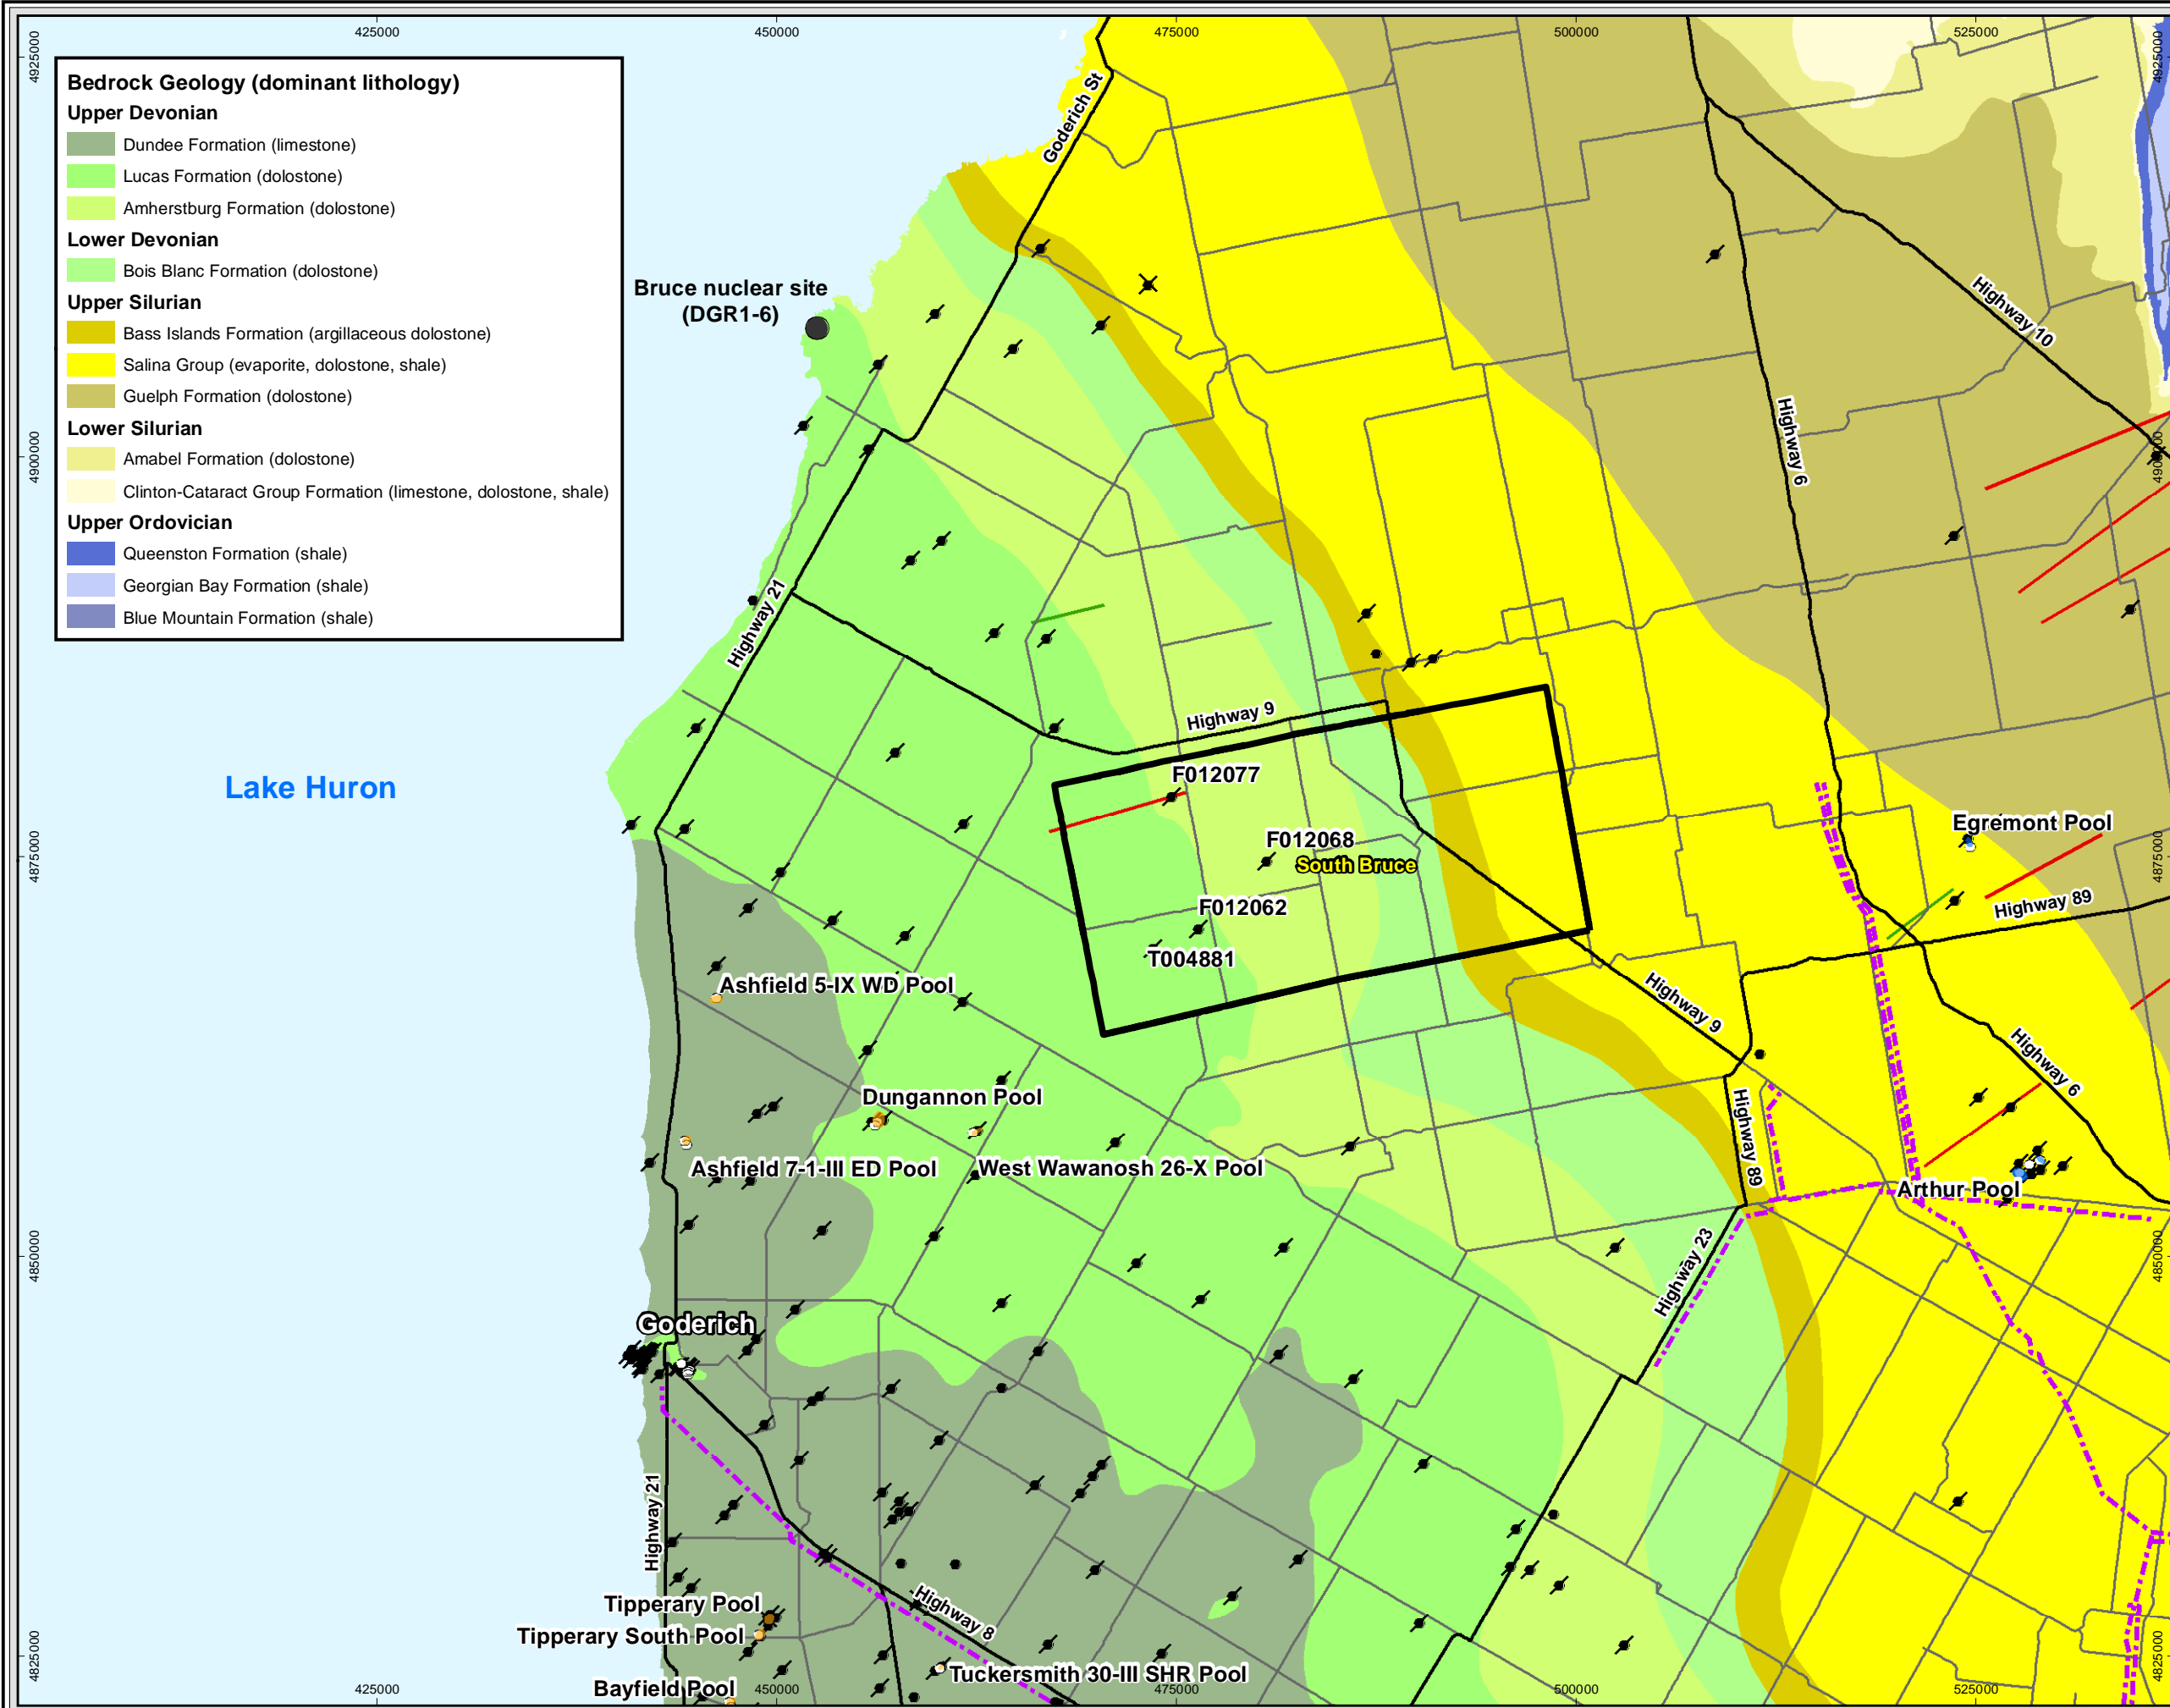 425000
450000
475000
500000
525000
4925000
4925000
Bedrock Geology (dominant lithology)
Upper Devonian
Dundee Formation (limestone)
Lucas Formation (dolostone)
Amherstburg Formation (dolostone)
Lower Devonian
Bois Blanc Formation (dolostone)
Upper Silurian
Bass Islands Formation (argillaceous dolostone)
Salina Group (evaporite, dolostone, shale)
Guelph Formation (dolostone)
Lower Silurian
Amabel Formation (dolostone)
Clinton-Cataract Group Formation (limestone, dolostone, shale)
Upper Ordovician
Queenston Formation (shale)
Georgian Bay Formation (shale)
Blue Mountain Formation (shale)
Goderich St
Bruce nuclear site
(DGR1-6)
Highway 10
Highway 6
4900000
4900000
Highway 21
Highway 9
Lake Huron
F012077
F012068
South Bruce
Egremont Pool
4875000
4875000
Highway 89
F012062
T004881
Ashfield 5-IX WD Pool
Highway 9
Highway 6
Dungannon Pool
Highway 89
Ashfield 7-1-III ED Pool
West Wawanosh 26-X Pool
Arthur Pool
4850000
4850000
Highway 23
Goderich
Highway 21
Tipperary Pool
Highway 8
Tipperary South Pool
4825000
4825000
Tuckersmith 30-III SHR Pool
Bayfield Pool
425000
450000
475000
500000
525000